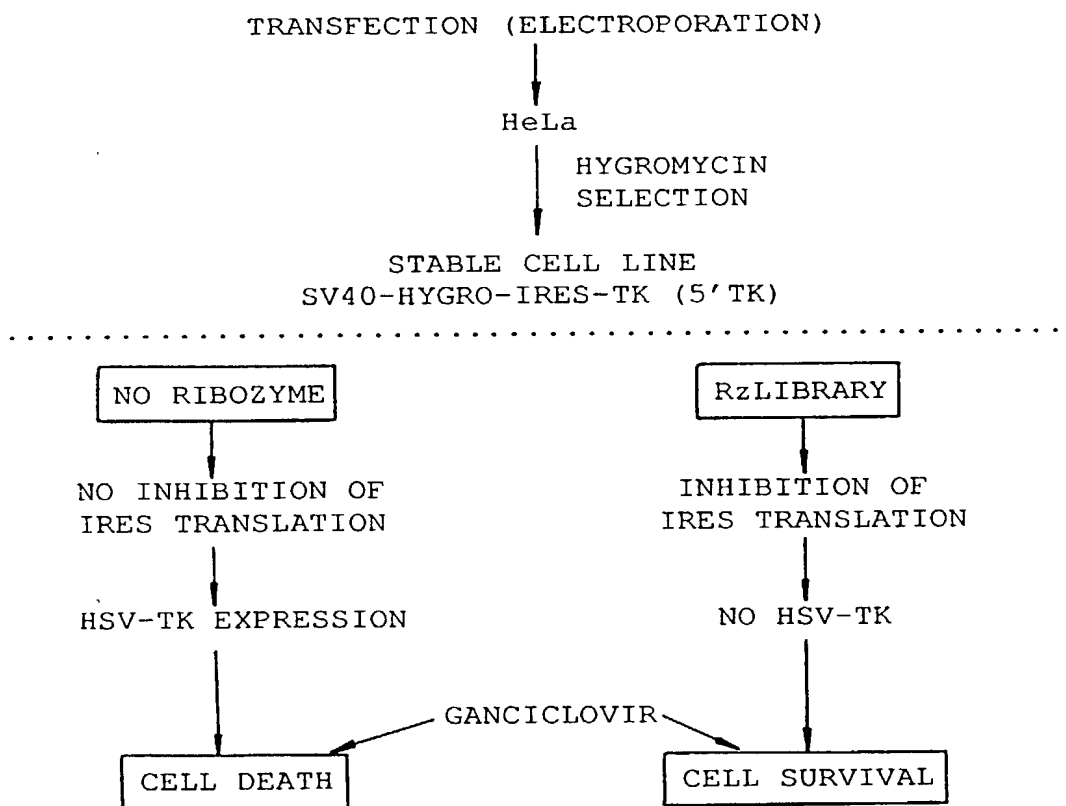 TRANSFECTION (ELECTROPORATION)
HeLa
HYGROMYCIN
SELECTION
STABLE CELL LINE
SV40-HYGRO-IRES-TK (5'TK)
NO RIBOZYME
RzLIBRARY
NO INHIBITION OF
IRES TRANSLATION
INHIBITION OF
IRES TRANSLATION
HSV-TK EXPRESSION
NO HSV-TK
GANCICLOVIR
CELL DEATH
CELL SURVIVAL